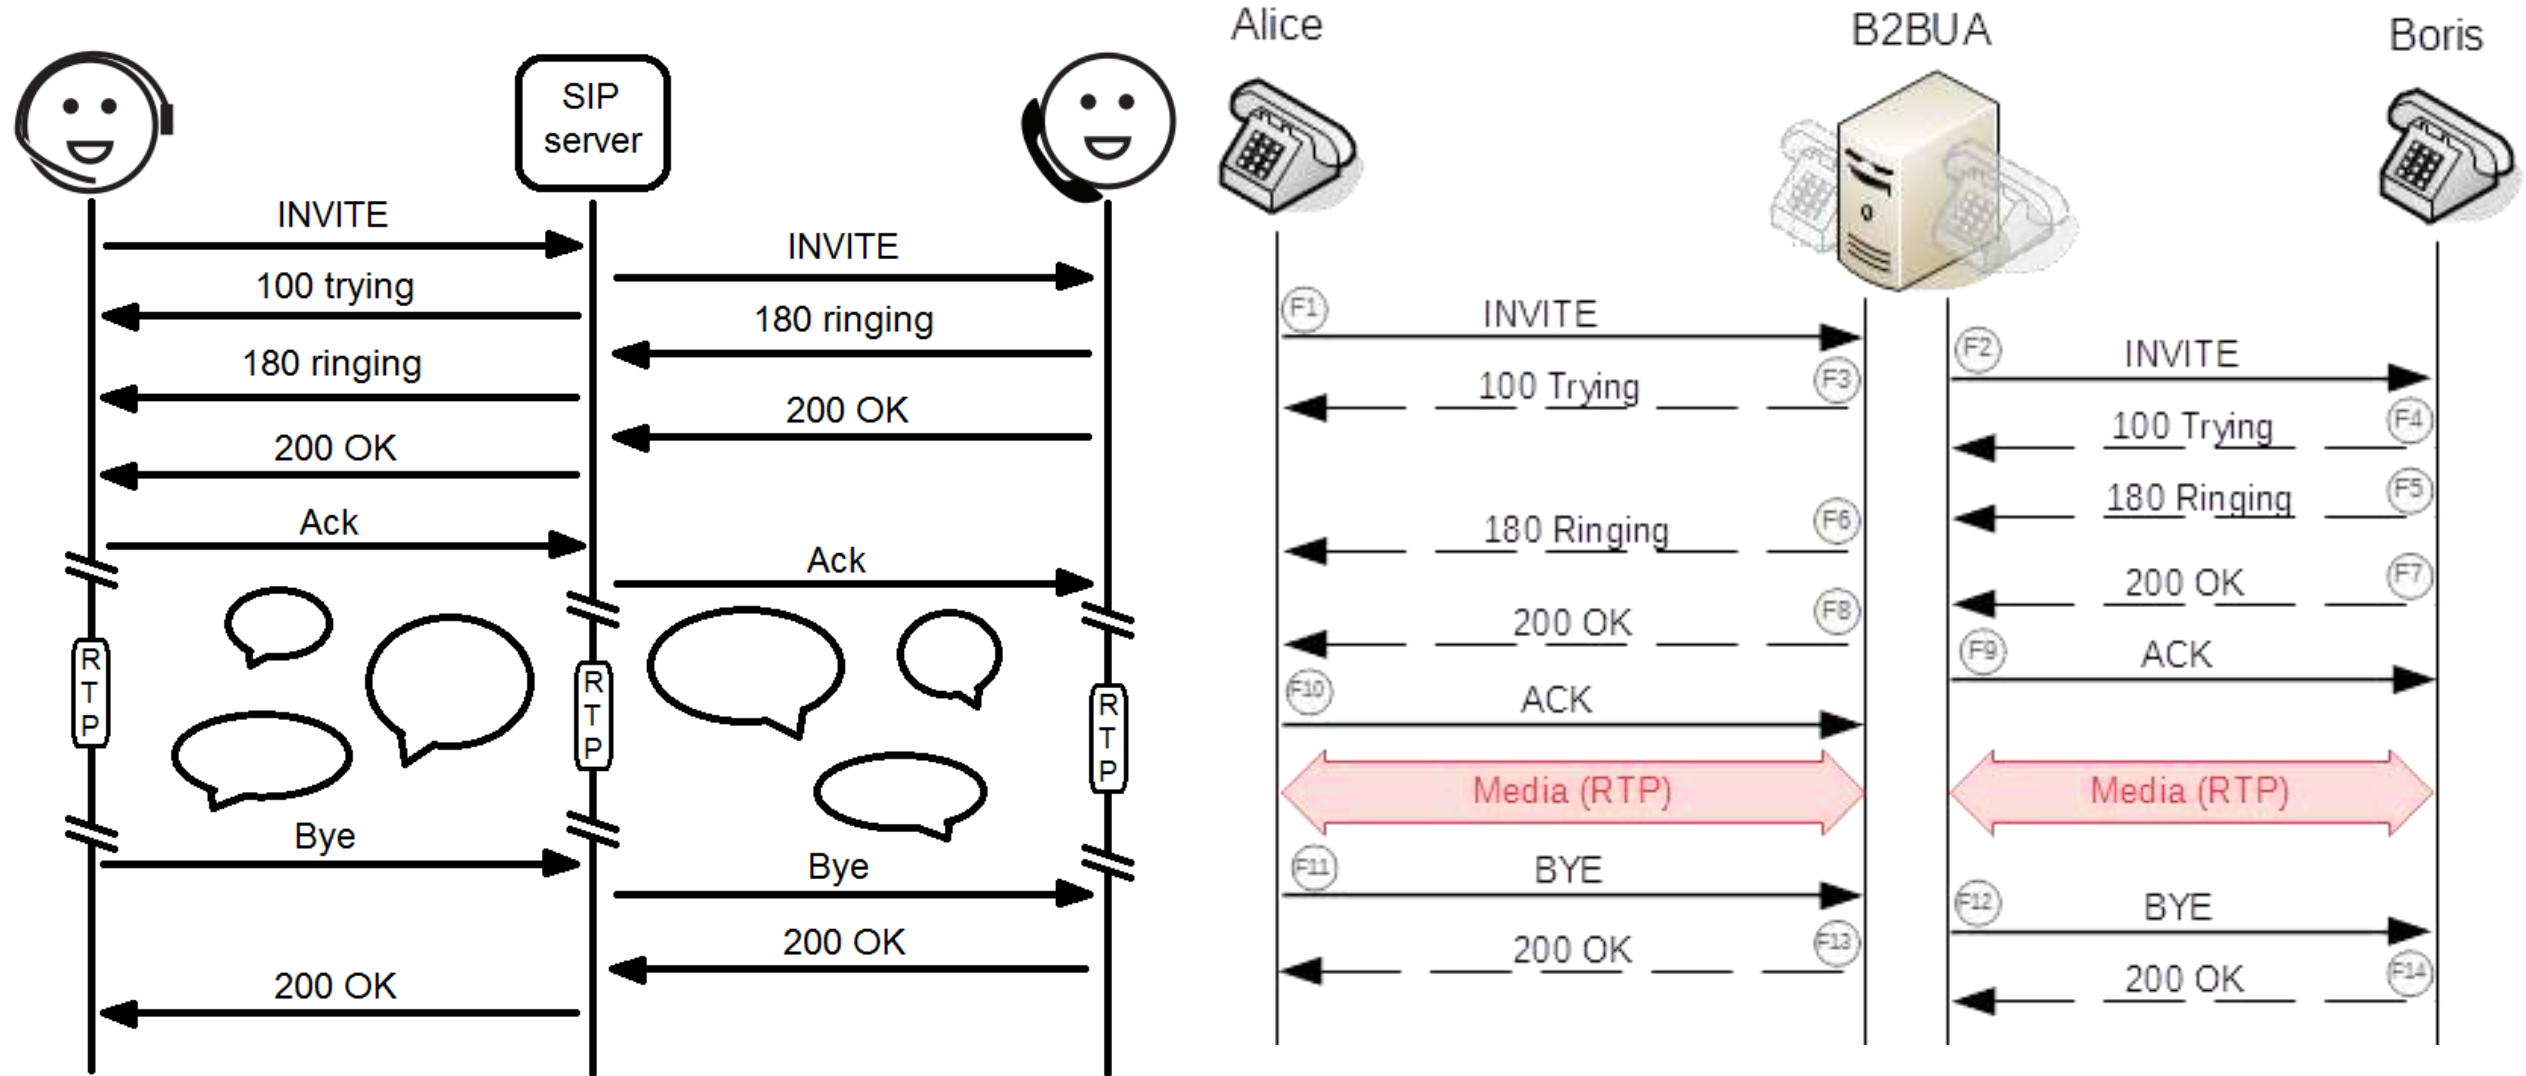 SIP
server
INVITE
INVITE
100 trying
180 ringing
180 ringing
200 OK
200 OK
Ack
Ack
R
T
P
R
T
P
R
T
P
Bye
Bye
200 OK
200 OK
Alice
B2BUA
Boris
F1
INVITE
F2
INVITE
100 Trying
F3
100 Trying
F4
180 Ringing
F5
180 Ringing
F6
200 OK
F7
200 OK
F8
F9
ACK
F10
ACK
Media (RTP)
Media (RTP)
F11
BYE
F12
BYE
200 OK
F13
200 OK
F14